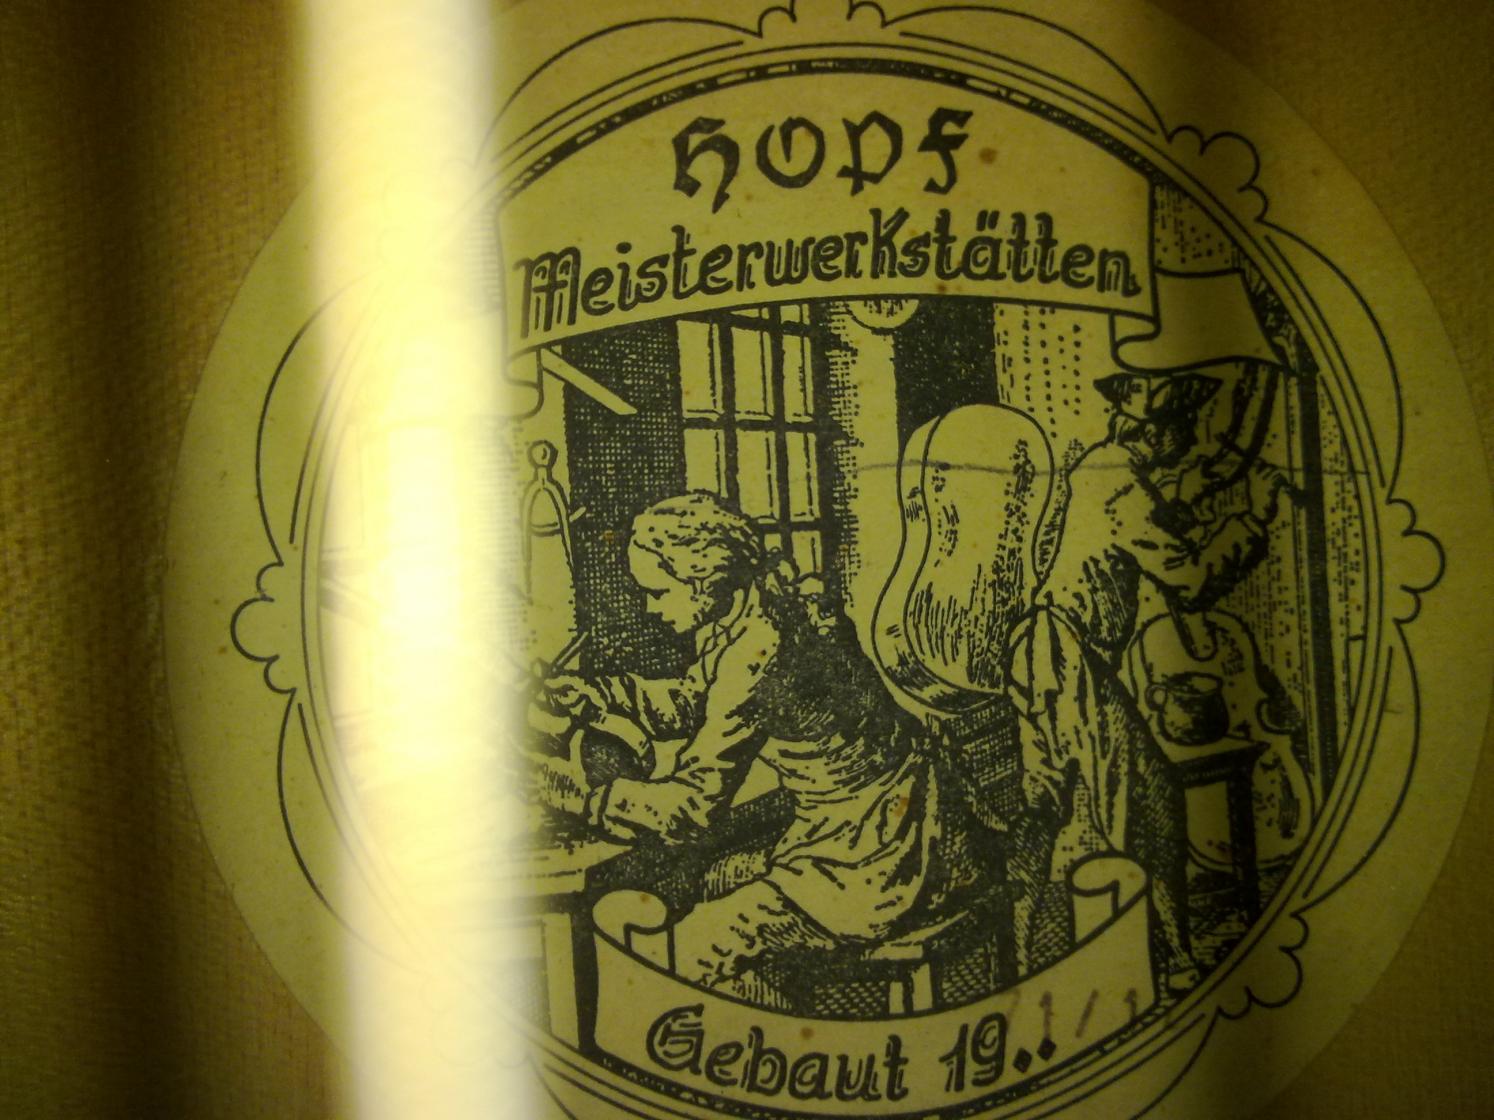 HOPF
Meisterwerkstätten
Gebaut 19..